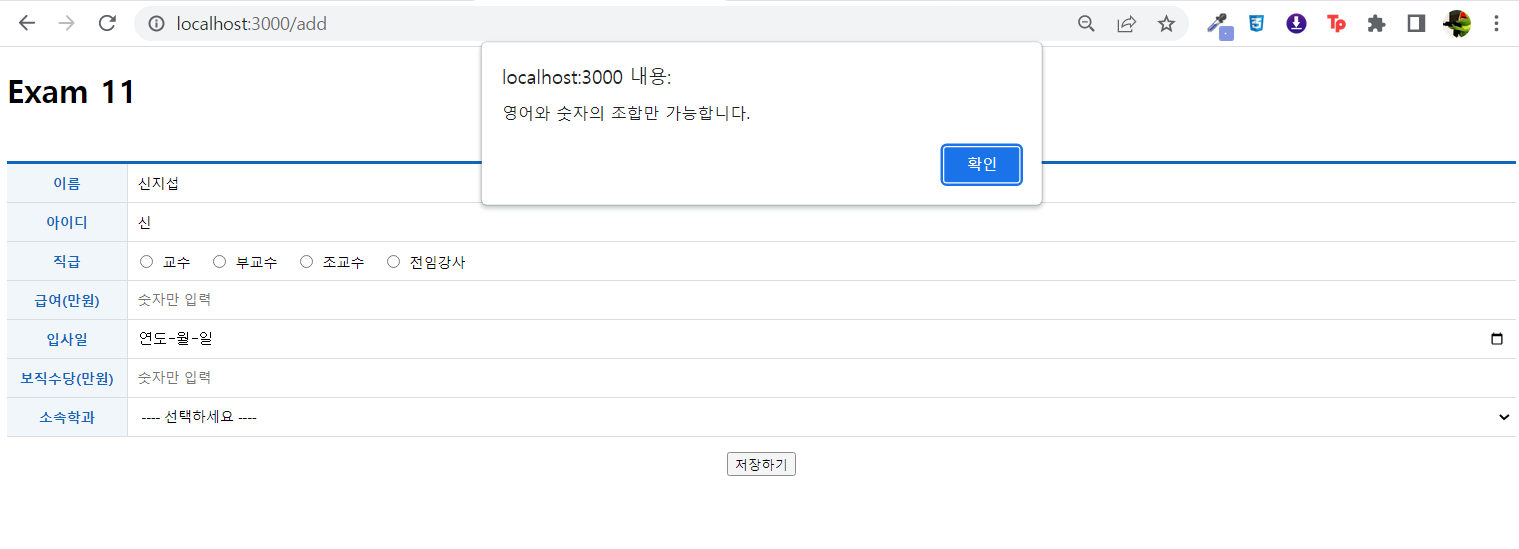 localhost:3000/add
localhost:3000 내용:
영어와 숫자의 조합만 가능합니다.
확인
Exam 11
이름 신지섭
아이디 신
직급 교수 부교수 조교수 전임강사
급여(만원) 숫자만 입력
입사일 연도-월-일
보직수당(만원) 숫자만 입력
소속학과 ---- 선택하세요 ----
저장하기